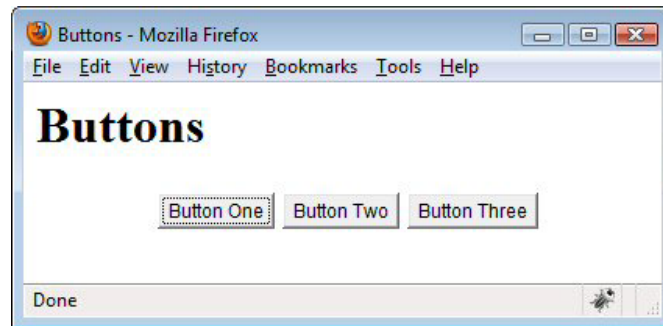 Buttons - Mozilla Firefox
File Edit View History Bookmarks Tools Help
Buttons
Button One Button Two Button Three
Done